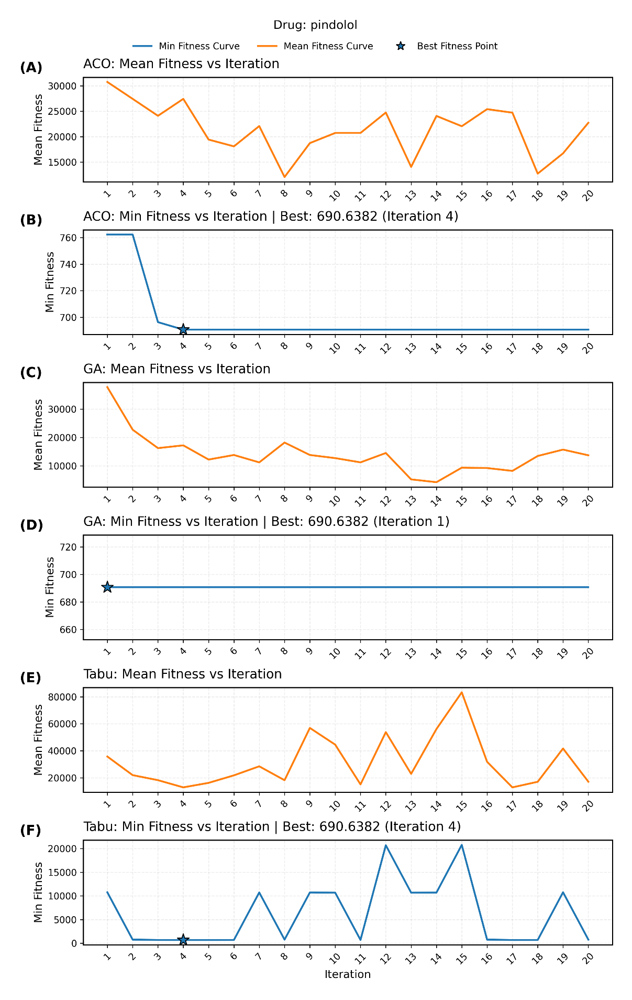 Drug: pindolol
Min Fitness Curve Mean Fitness Curve Best Fitness Point
(A) ACO: Mean Fitness vs Iteration
Mean Fitness
30000
25000
20000
15000
1 2 3 4 5 6 7 8 9 10 11 12 13 14 15 16 17 18 19 20
(B) ACO: Min Fitness vs Iteration | Best: 690.6382 (Iteration 4)
Min Fitness
760
740
720
700
1 2 3 4 5 6 7 8 9 10 11 12 13 14 15 16 17 18 19 20
(C) GA: Mean Fitness vs Iteration
Mean Fitness
30000
20000
10000
1 2 3 4 5 6 7 8 9 10 11 12 13 14 15 16 17 18 19 20
(D) GA: Min Fitness vs Iteration | Best: 690.6382 (Iteration 1)
Min Fitness
720
700
680
660
1 2 3 4 5 6 7 8 9 10 11 12 13 14 15 16 17 18 19 20
(E) Tabu: Mean Fitness vs Iteration
Mean Fitness
80000
60000
40000
20000
1 2 3 4 5 6 7 8 9 10 11 12 13 14 15 16 17 18 19 20
(F) Tabu: Min Fitness vs Iteration | Best: 690.6382 (Iteration 4)
Min Fitness
20000
15000
10000
5000
0
1 2 3 4 5 6 7 8 9 10 11 12 13 14 15 16 17 18 19 20
Iteration